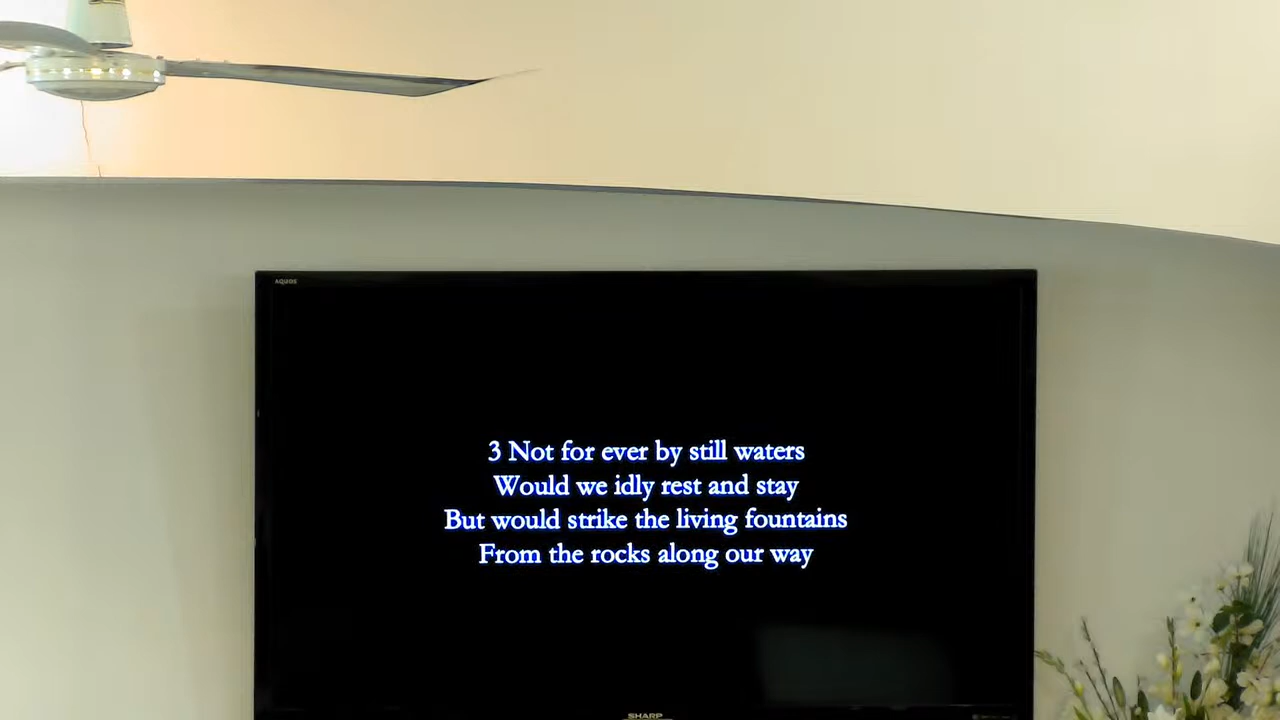 AQUOS
3 Not for ever by still waters
Would we idly rest and stay
But would strike the living fountains
From the rocks along our way
SHARP